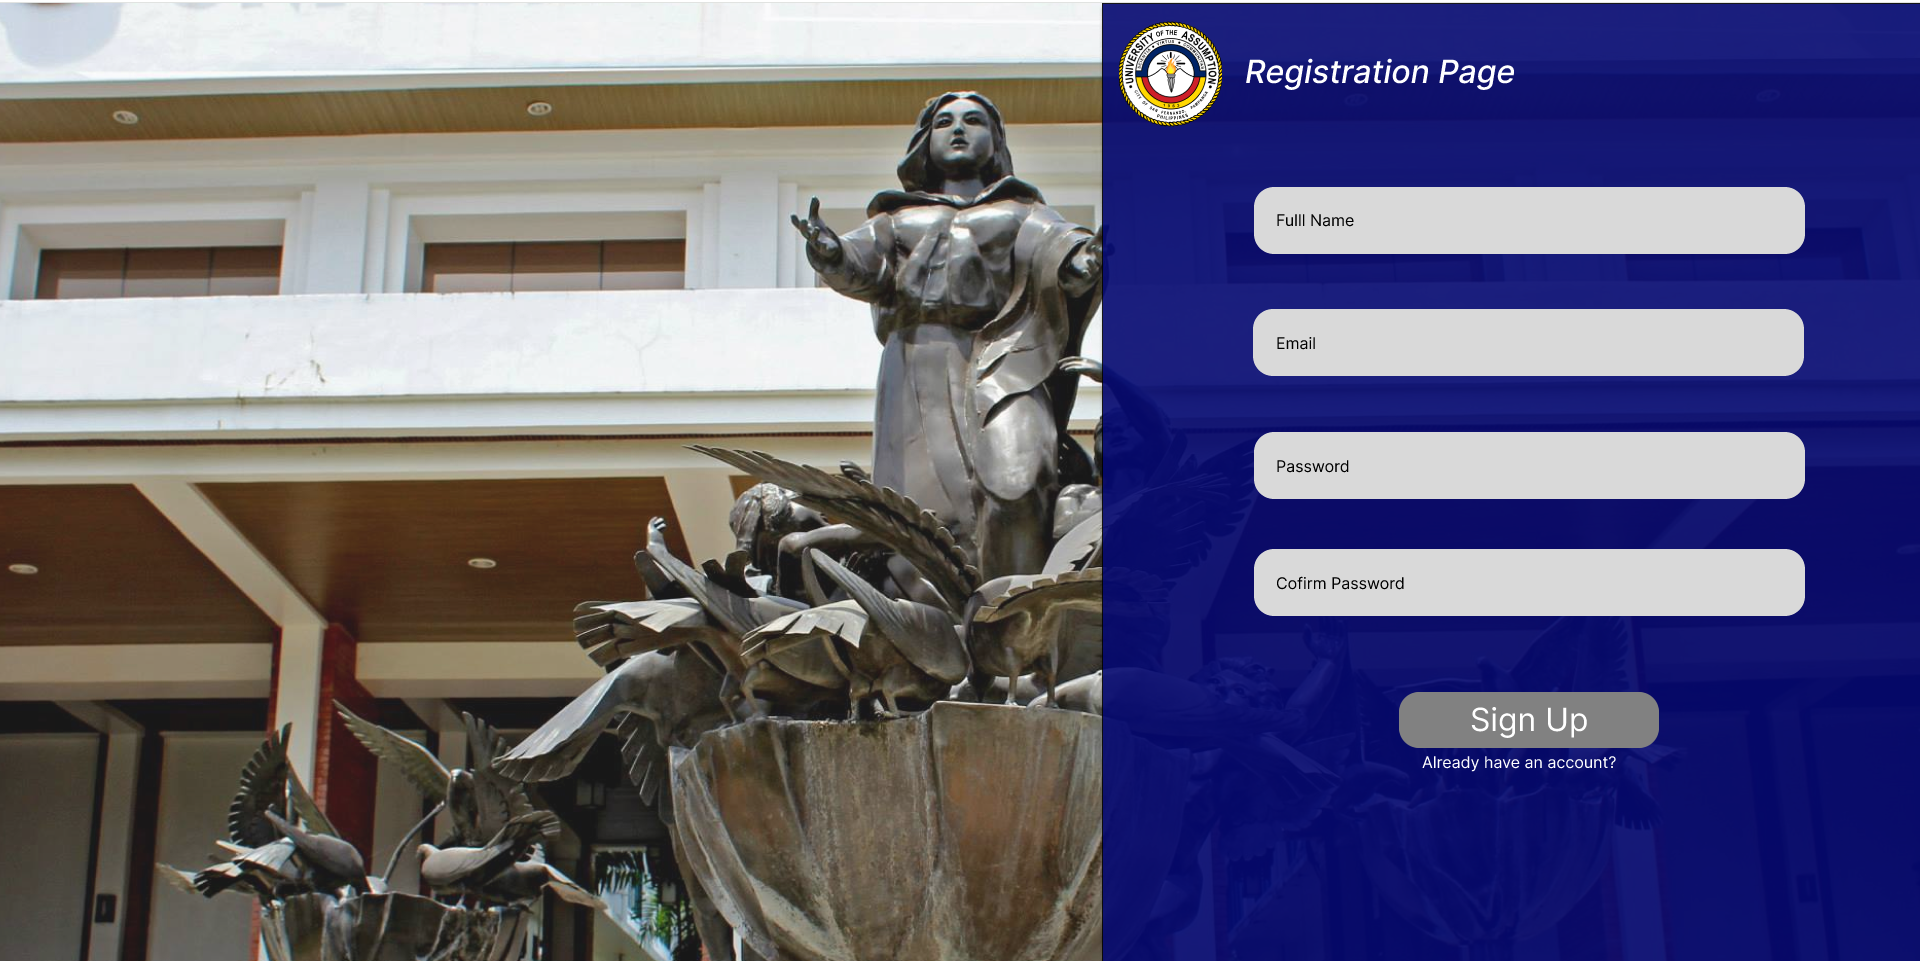 UNIVERSITY OF THE ASSUMPTION
Registration Page
Fulll Name
Email
Password
Cofirm Password
Sign Up
Already have an account?